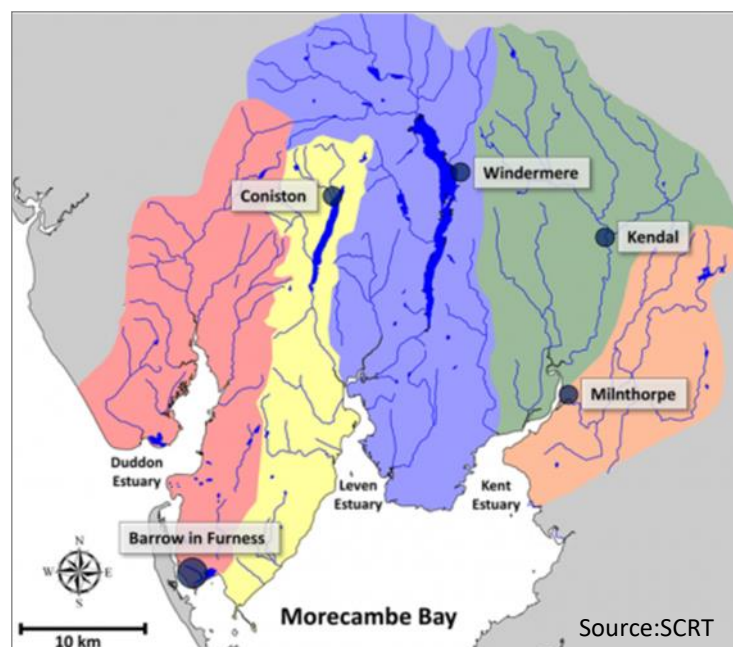 Windermere
Coniston
Kendal
Milnthorpe
Duddon
Estuary
Leven
Estuary
Kent
Estuary
Barrow in Furness
N
W
E
S
Morecambe Bay
10 km
Source:SCRT